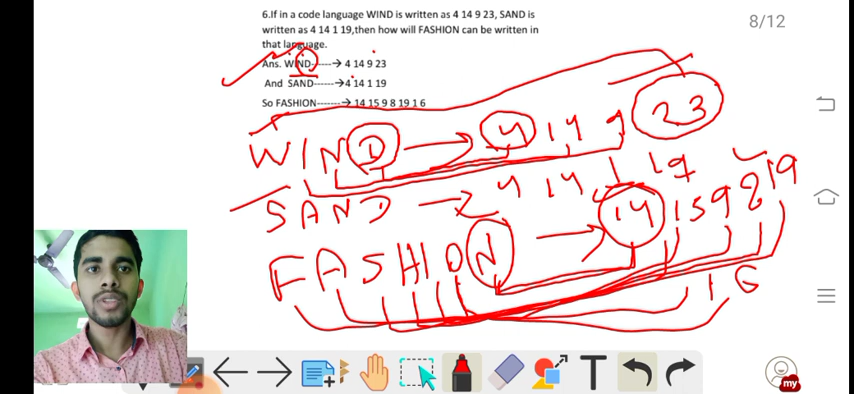 8/12
6.If in a code language WIND is written as 4 14 9 23, SAND is
written as 4 14 1 19,then how will FASHION can be written in
that language.
Ans. WIND------→ 4 14 9 23
And SAND------→4 14 1 19
So FASHION-------→ 14 15 9 8 19 1 6
WIND → 4 14 9 23
SAND → 4 14 1 19
FASHION → 14 15 9 8 19
1 6
T
my